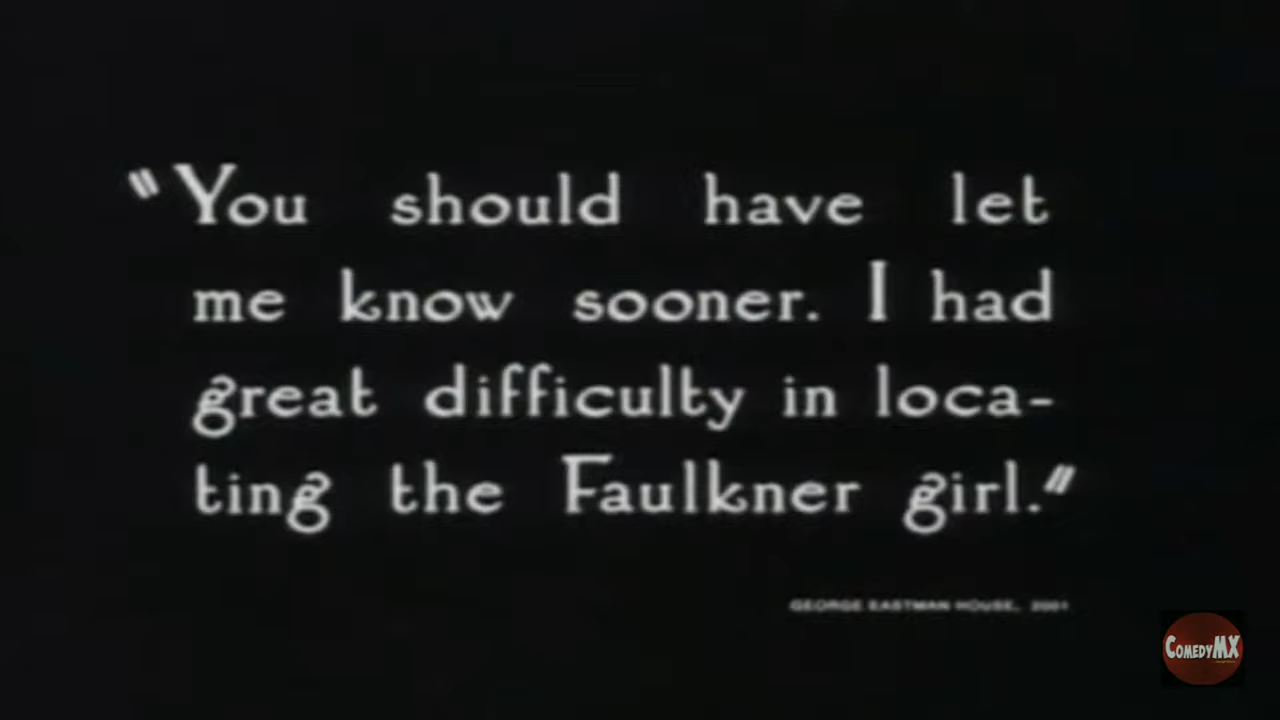 "You should have let
me know sooner. I had
great difficulty in loca-
ting the Faulkner girl."
GEORGE EASTMAN HOUSE, 2001
COMEDYMX